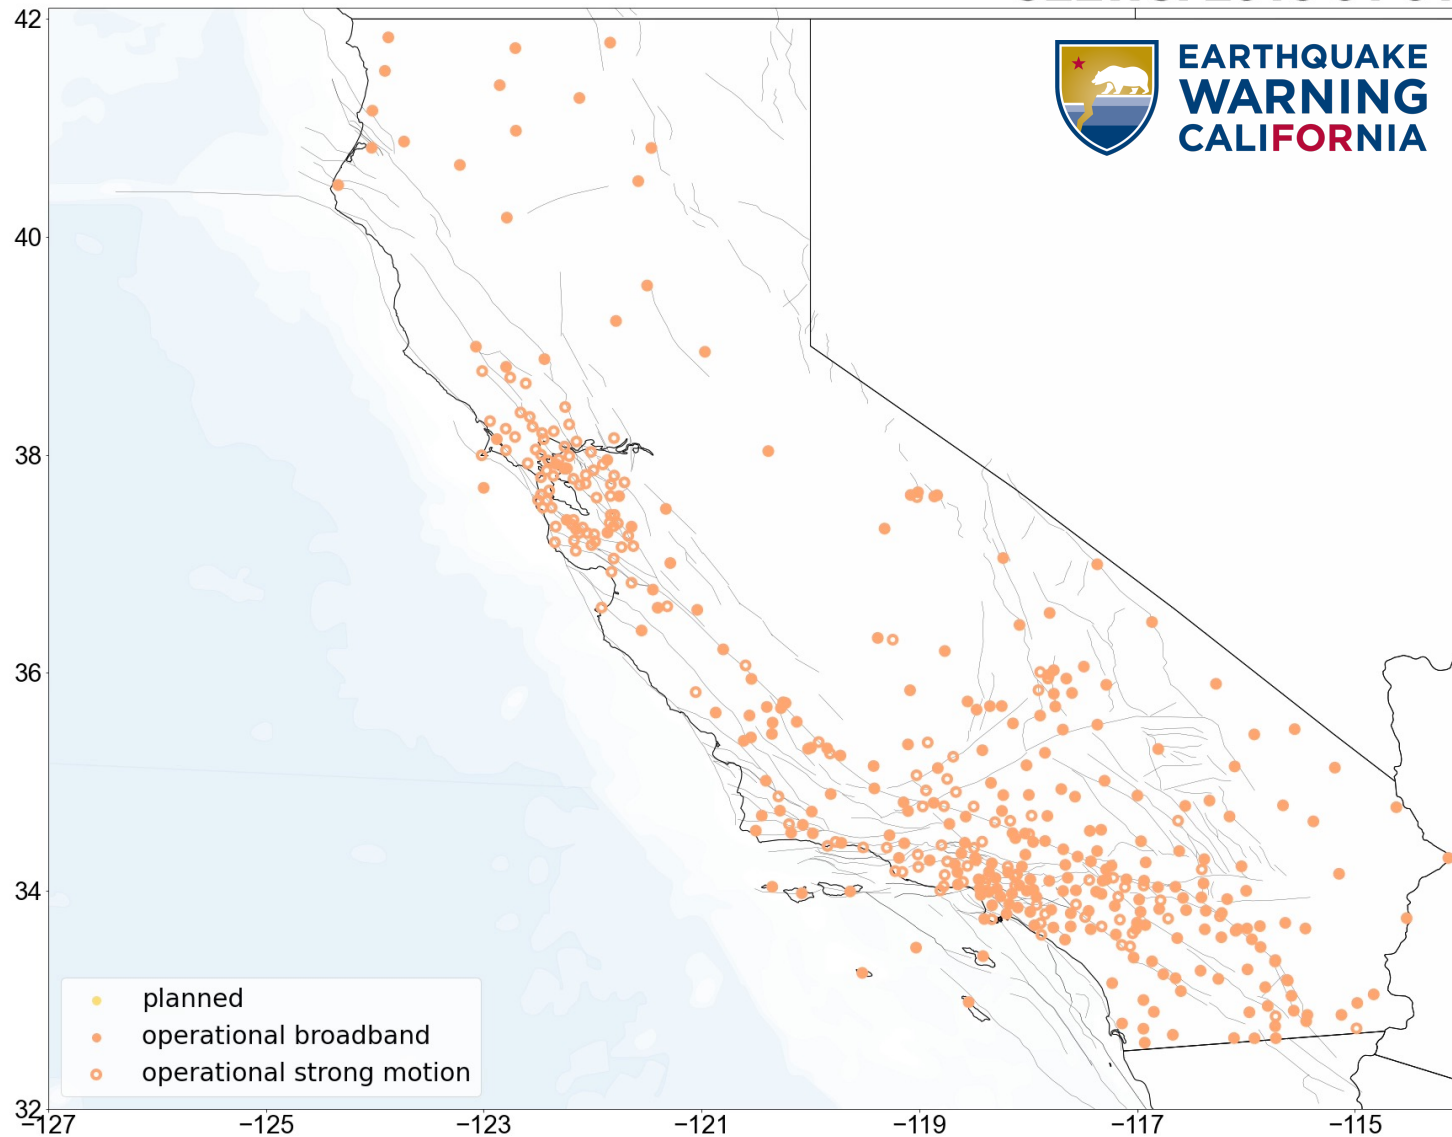 42
EARTHQUAKE
WARNING
CALIFORNIA
40
38
36
34
planned
operational broadband
operational strong motion
32
−127
−125
−123
−121
−119
−117
−115